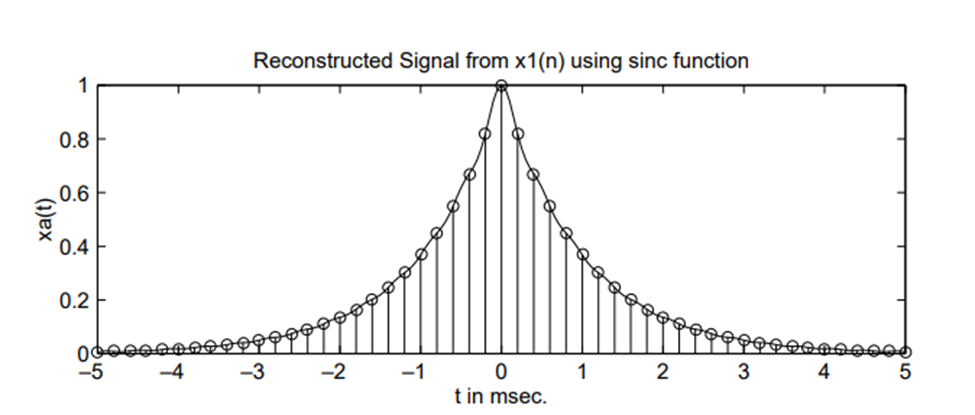 Reconstructed Signal from x1(n) using sinc function
1
0.8
0.6
0.4
0.2
0
xa(t)
–5 –4 –3 –2 –1 0 1 2 3 4 5
t in msec.